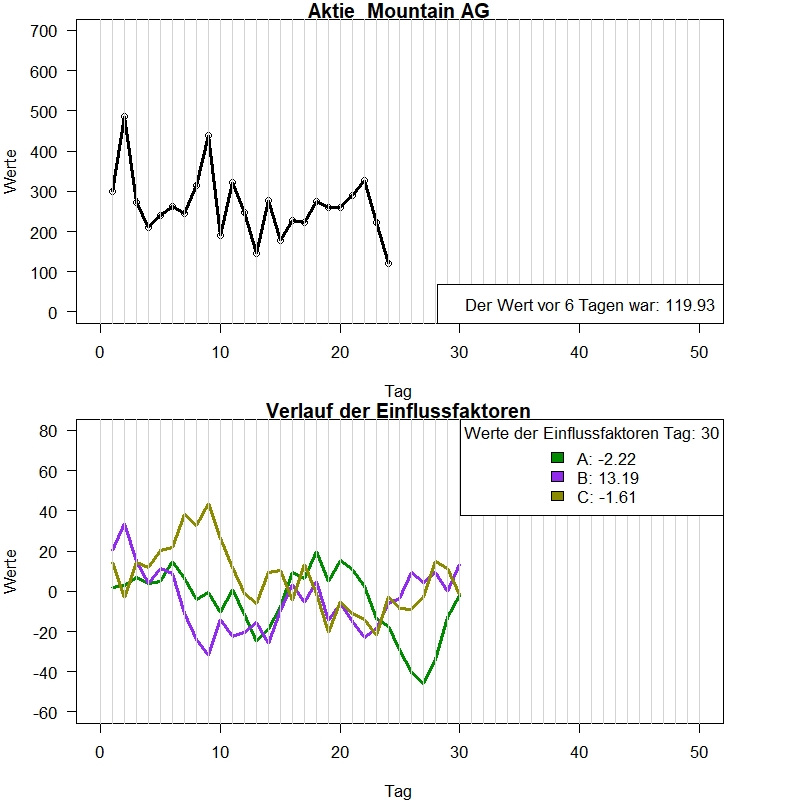 Aktie  Mountain AG
Werte
700
600
500
400
300
200
100
0
Der Wert vor 6 Tagen war: 119.93
0 10 20 30 40 50
Tag
Verlauf der Einflussfaktoren
Werte
80
60
40
20
0
-20
-40
-60
Werte der Einflussfaktoren Tag: 30
A: -2.22
B: 13.19
C: -1.61
0 10 20 30 40 50
Tag